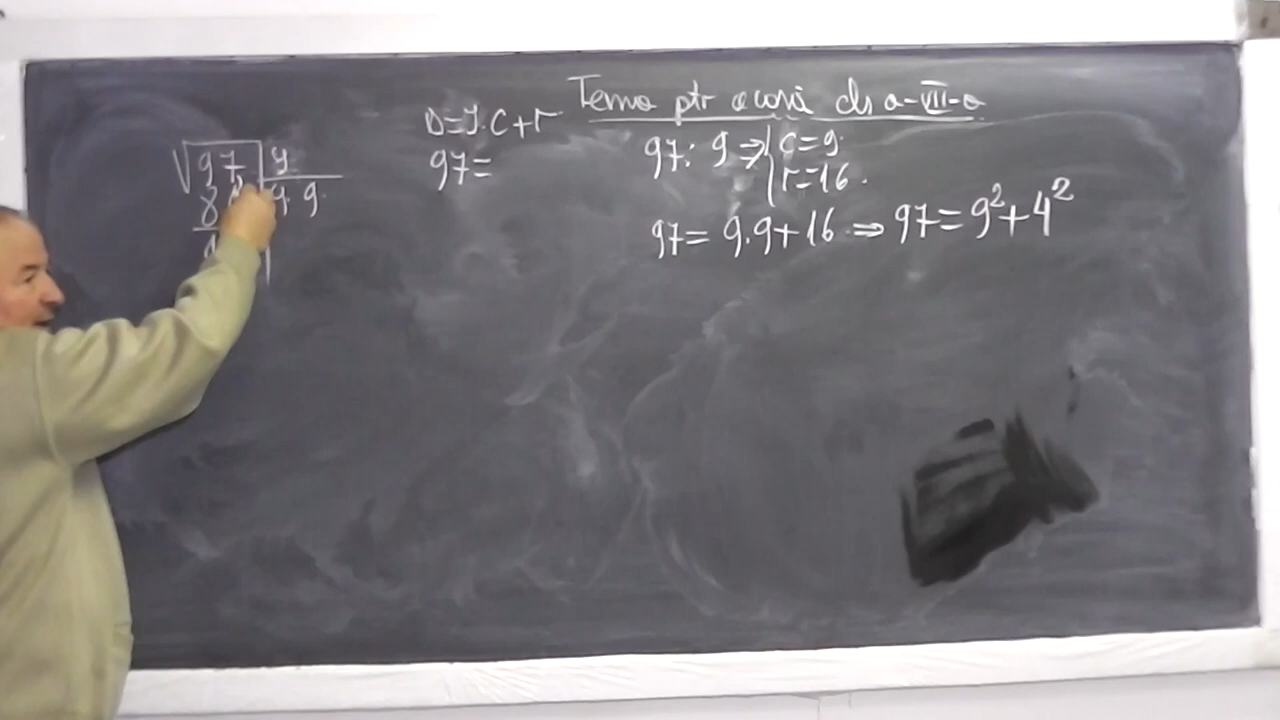 Tema ptr acasă cls a-VII-a
D=Î.C+r
97=
√97 | 9
8
9.9
97: 9 ⇒ | C=9.
| r=16.
97= 9.9+16 ⇒ 97=9²+4²